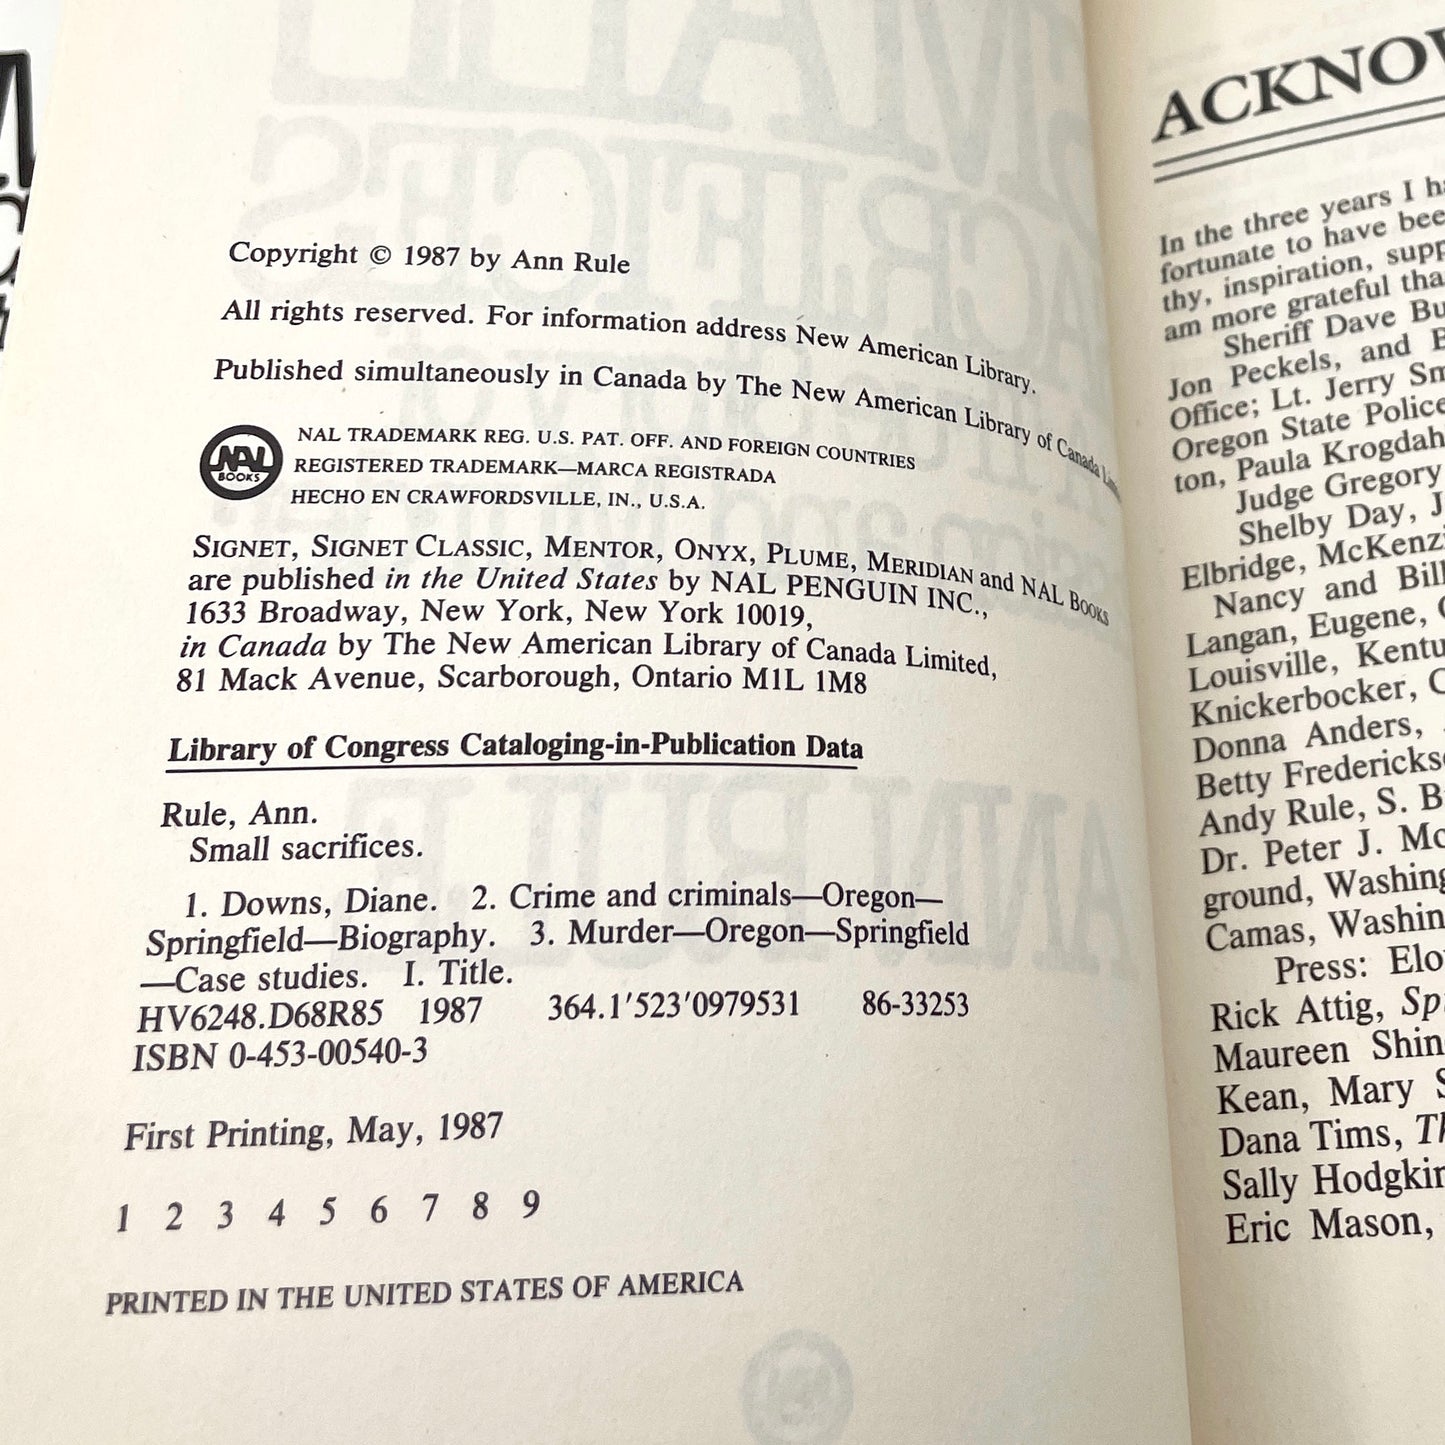 Copyright © 1987 by Ann Rule
All rights reserved. For information address New American Library.
Published simultaneously in Canada by The New American Library of Canada Limited
NAL
BOOKS
NAL TRADEMARK REG. U.S. PAT. OFF. AND FOREIGN COUNTRIES
REGISTERED TRADEMARK—MARCA REGISTRADA
HECHO EN CRAWFORDSVILLE, IN., U.S.A.
SIGNET, SIGNET CLASSIC, MENTOR, ONYX, PLUME, MERIDIAN and NAL BOOKS
are published in the United States by NAL PENGUIN INC.,
1633 Broadway, New York, New York 10019,
in Canada by The New American Library of Canada Limited,
81 Mack Avenue, Scarborough, Ontario M1L 1M8
Library of Congress Cataloging-in-Publication Data
Rule, Ann.
Small sacrifices.
1. Downs, Diane. 2. Crime and criminals—Oregon—
Springfield—Biography. 3. Murder—Oregon—Springfield
—Case studies. I. Title.
HV6248.D68R85 1987 364.1'523'0979531 86-33253
ISBN 0-453-00540-3
First Printing, May, 1987
1 2 3 4 5 6 7 8 9
PRINTED IN THE UNITED STATES OF AMERICA
ACKNOW
In the three years I ha
fortunate to have bee
thy, inspiration, supp
am more grateful tha
Sheriff Dave Bu
Jon Peckels, and B
Office; Lt. Jerry Sm
Oregon State Police
ton, Paula Krogdah
Judge Gregory
Shelby Day, J
Elbridge, McKenzi
Nancy and Bill
Langan, Eugene,
Louisville, Kentu
Knickerbocker, C
Donna Anders,
Betty Fredericks
Andy Rule, S. B
Dr. Peter J. Mc
ground, Washing
Camas, Washin
Press: Elo
Rick Attig, Sp
Maureen Shin
Kean, Mary S
Dana Tims, Th
Sally Hodgkin
Eric Mason,